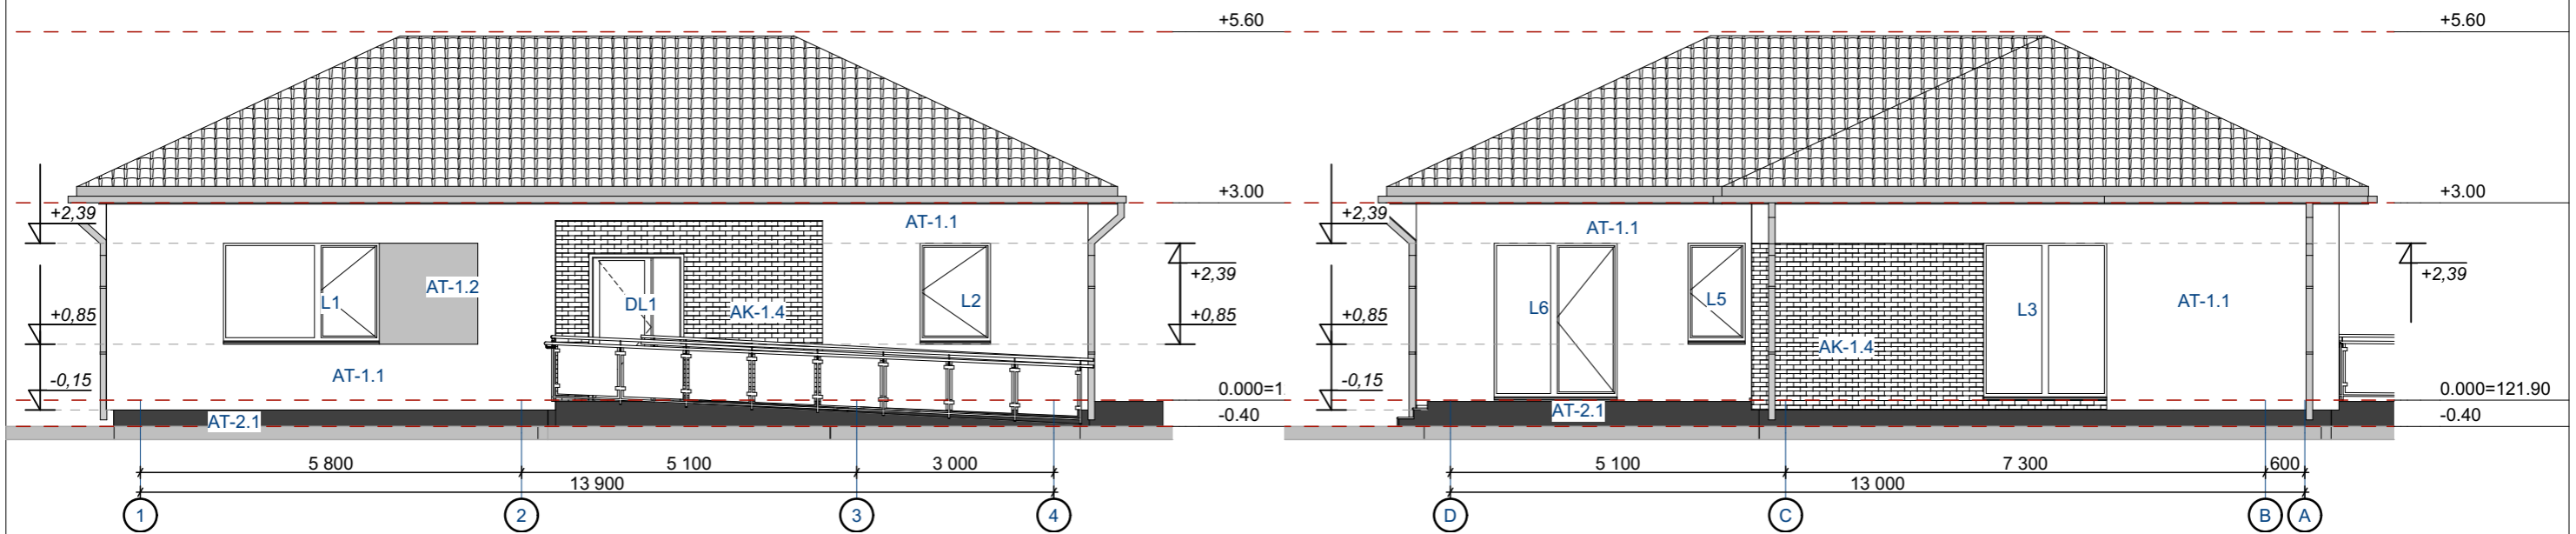 +5.60
+5.60
+3.00
+3.00
+2,39
AT-1.1
+2,39
AT-1.1
+2,39
+2,39
AT-1.2
L1
DL1
AK-1.4
L2
L6
L5
L3
AT-1.1
+0,85
+0,85
+0,85
AK-1.4
-0,15
AT-1.1
-0,15
0.000=1
0.000=121.90
AT-2.1
-0.40
AT-2.1
-0.40
5 800
5 100
3 000
5 100
7 300
600
13 900
13 000
1
2
3
4
D
C
B
A